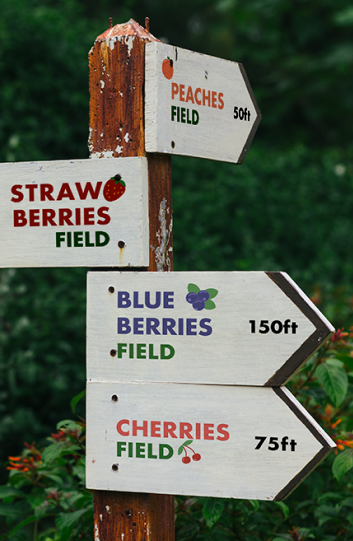 PEACHES
FIELD
50ft
STRAW
BERRIES
FIELD
BLUE
BERRIES
FIELD
150ft
CHERRIES
FIELD
75ft